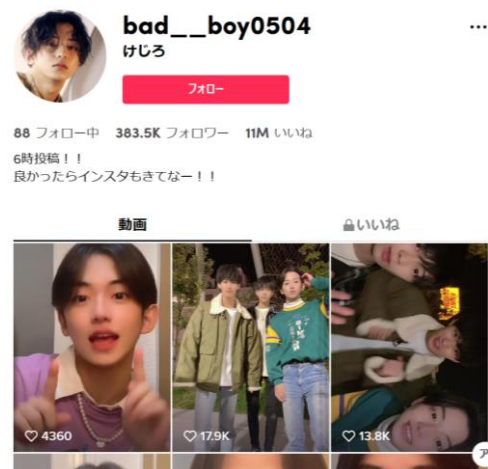 bad__boy0504
けじろ
フォロー
88 フォロー中 383.5K フォロワー 11M いいね
6時投稿！！
良かったらインスタもきてなー！！
動画 いいね
4360 17.9K 13.8K
ア